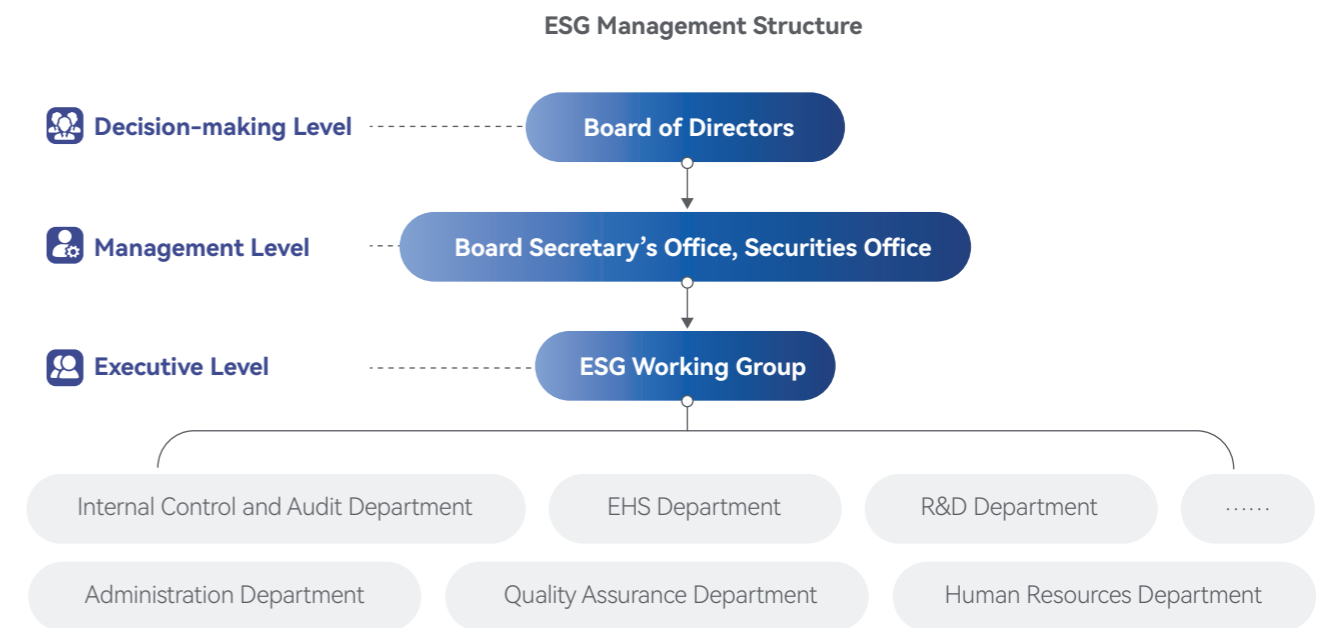 ESG Management Structure
Decision-making Level
Board of Directors
Management Level
Board Secretary’s Office, Securities Office
Executive Level
ESG Working Group
Internal Control and Audit Department
EHS Department
R&D Department
······
Administration Department
Quality Assurance Department
Human Resources Department